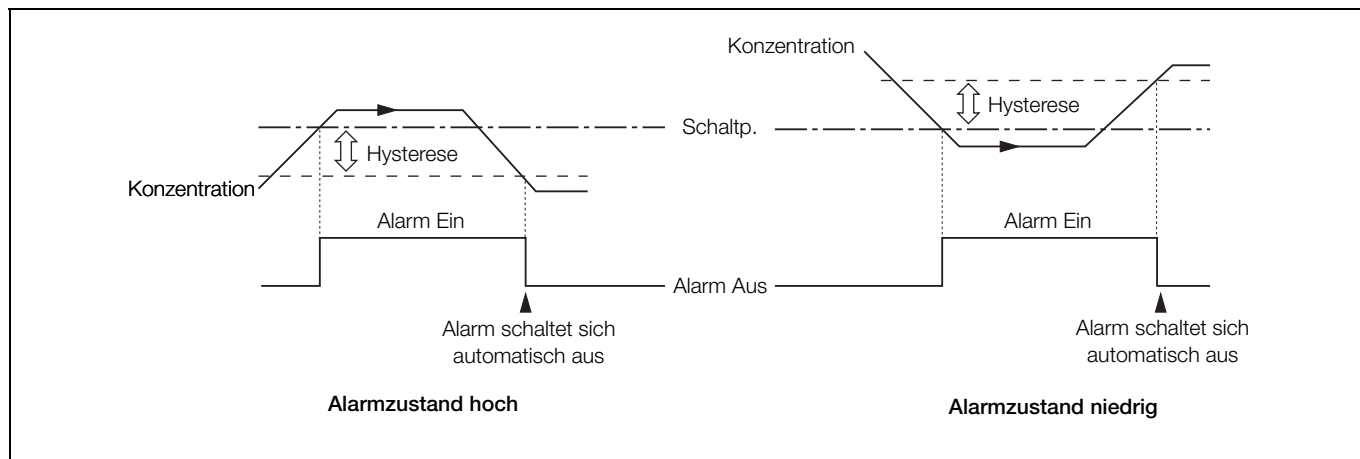 Konzentration
Hysterese
Schaltp.
Hysterese
Konzentration
Alarm Ein
Alarm Ein
Alarm Aus
Alarm schaltet sich
automatisch aus
Alarm schaltet sich
automatisch aus
Alarmzustand hoch
Alarmzustand niedrig